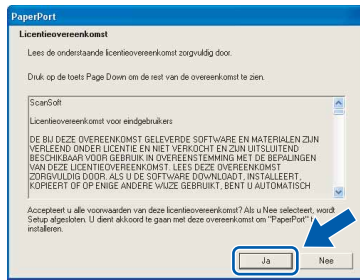 PaperPort
Licentieovereenkomst
Lees de onderstaande licentieovereenkomst zorgvuldig door.
Druk op de toets Page Down om de rest van de overeenkomst te zien.
ScanSoft
Licentieovereenkomst voor eindgebruikers
DE BIJ DEZE OVEREENKOMST GELEVERDE SOFTWARE EN MATERIALEN ZIJN
VERLEEND ONDER LICENTIE EN NIET VERKOCHT EN ZIJN UITSLUITEND
BESCHIKBAAR VOOR GEBRUIK IN OVEREENSTEMMING MET DE BEPALINGEN
VAN DEZE LICENTIEOVEREENKOMST. LEES DEZE OVEREENKOMST
ZORGVULDIG DOOR. ALS U DE SOFTWARE DOWNLOADT, INSTALLEERT,
KOPIEERT OF OP ENIGE ANDERE WIJZE GEBRUIKT, BENT U AUTOMATISCH
Accepteert u alle voorwaarden van deze licentieovereenkomst? Als u Nee selecteert, wordt
Setup afgesloten. U dient akkoord te gaan met deze overeenkomst om "PaperPort"
installeren.
Ja Nee